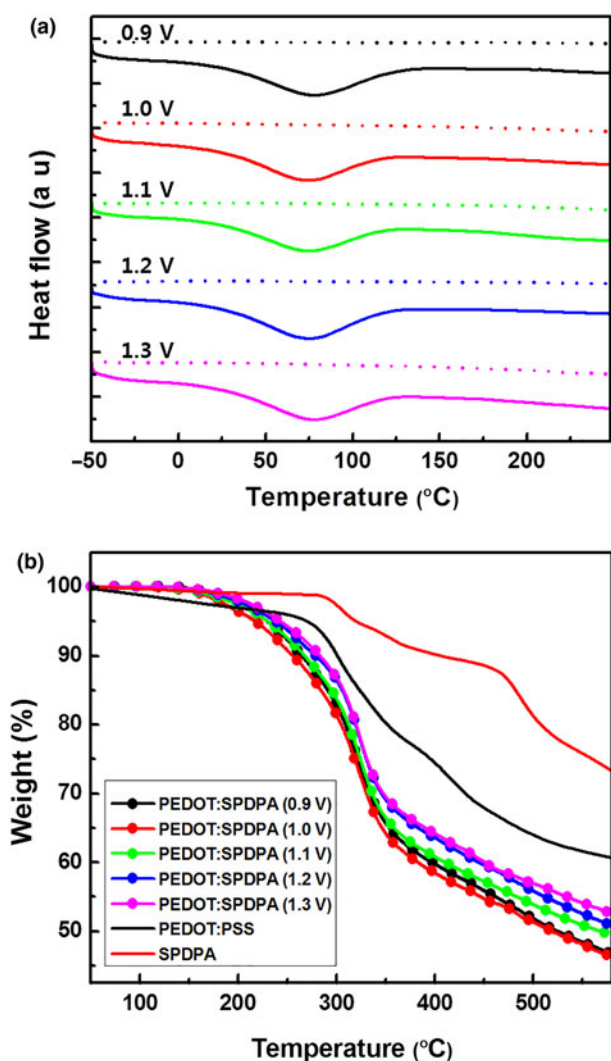 (a)
0.9 V
1.0 V
1.1 V
1.2 V
1.3 V
Heat flow (a u)
−50 0 50 100 150 200
Temperature (°C)
(b)
100
90
80
70
60
50
Weight (%)
PEDOT:SPDPA (0.9 V)
PEDOT:SPDPA (1.0 V)
PEDOT:SPDPA (1.1 V)
PEDOT:SPDPA (1.2 V)
PEDOT:SPDPA (1.3 V)
PEDOT:PSS
SPDPA
100 200 300 400 500
Temperature (°C)